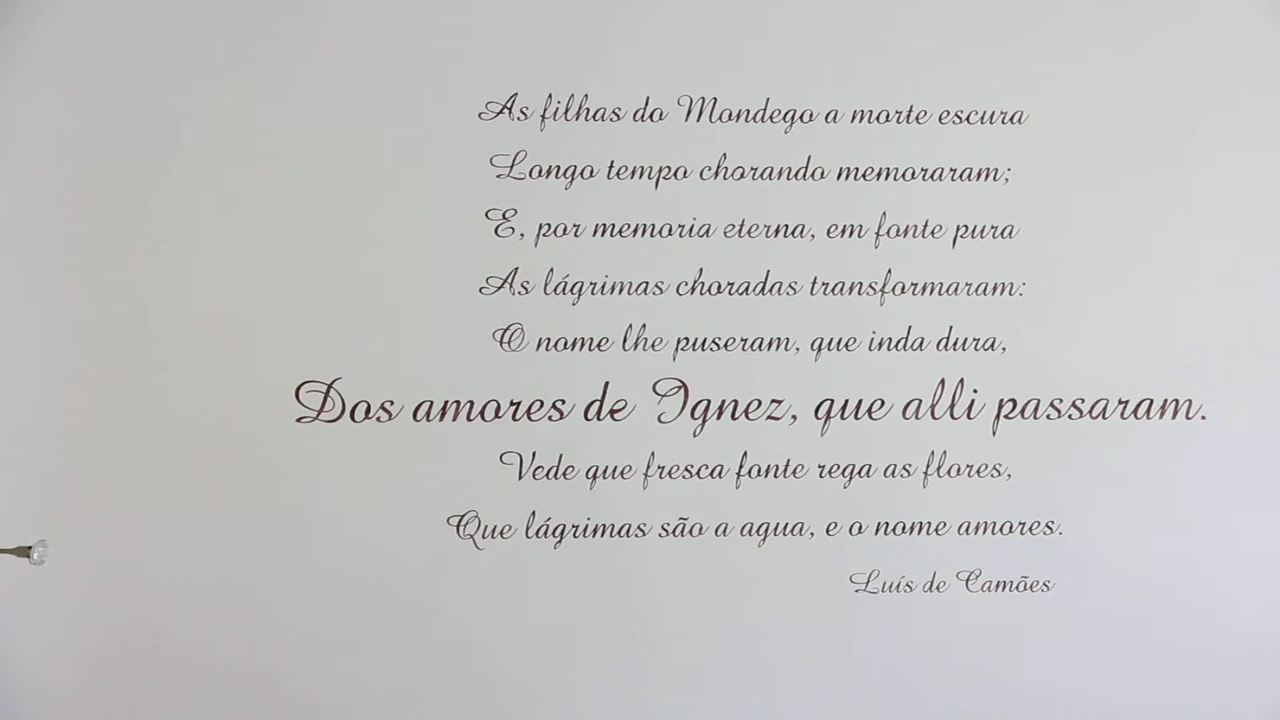 As filhas do Mondego a morte escura
Longo tempo chorando memoraram;
E, por memoria eterna, em fonte pura
As lágrimas choradas transformaram:
O nome lhe puseram, que inda dura,
Dos amores de Ignez, que alli passaram.
Vede que fresca fonte rega as flores,
Que lágrimas são a agua, e o nome amores.
Luís de Camões